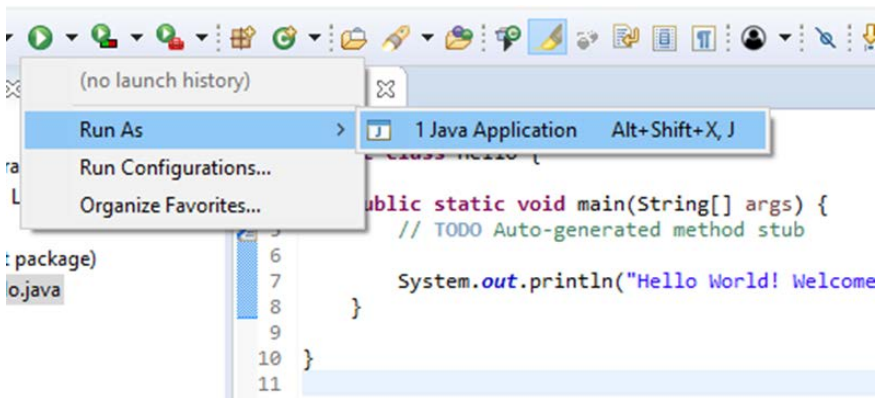 (no launch history)
Run As > 1 Java Application Alt+Shift+X, J
Run Configurations...
Organize Favorites...
public static void main(String[] args) {
5 // TODO Auto-generated method stub
package)
6
o.java
7 System.out.println("Hello World! Welcome
8 }
9
10 }
11